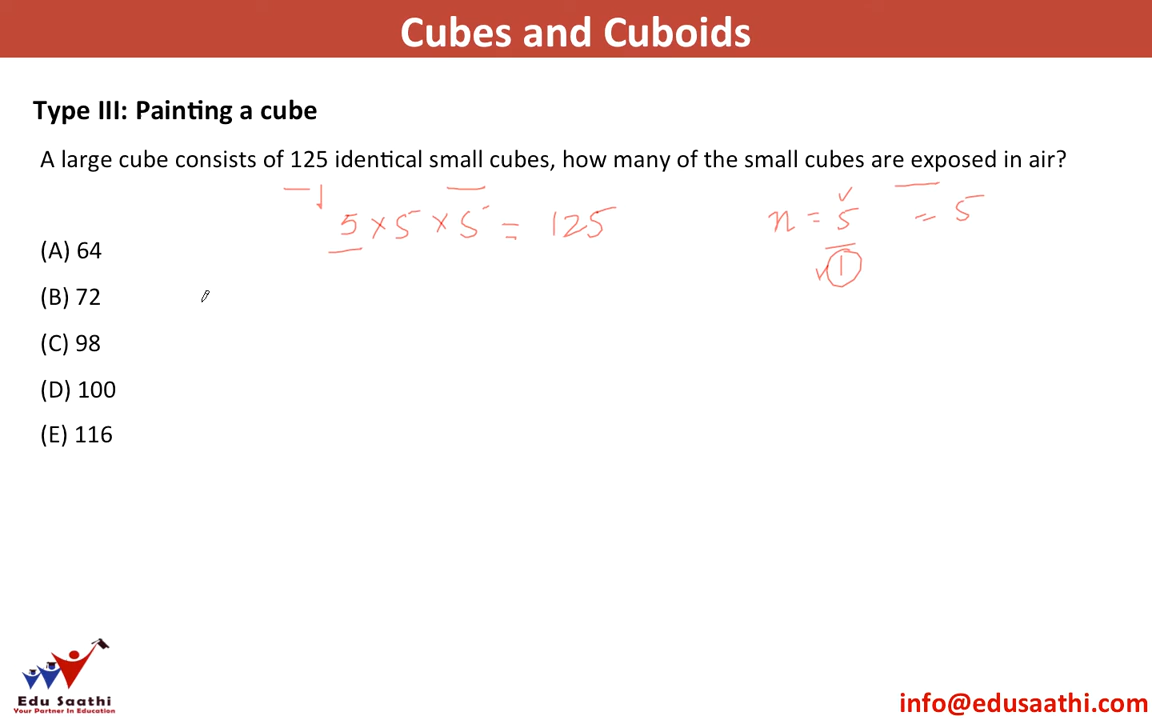 Cubes and Cuboids
Type III: Painting a cube
A large cube consists of 125 identical small cubes, how many of the small cubes are exposed in air?
5 × 5 × 5 = 125
n = 5 = 5
1
(A) 64
(B) 72
(C) 98
(D) 100
(E) 116
Edu Saathi
Your Partner In Education
info@edusaathi.com